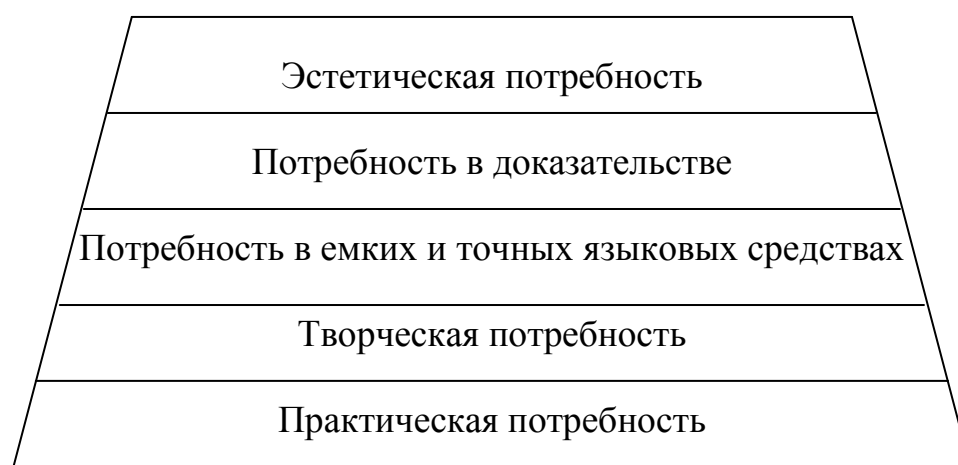 Эстетическая потребность
Потребность в доказательстве
Потребность в емких и точных языковых средствах
Творческая потребность
Практическая потребность